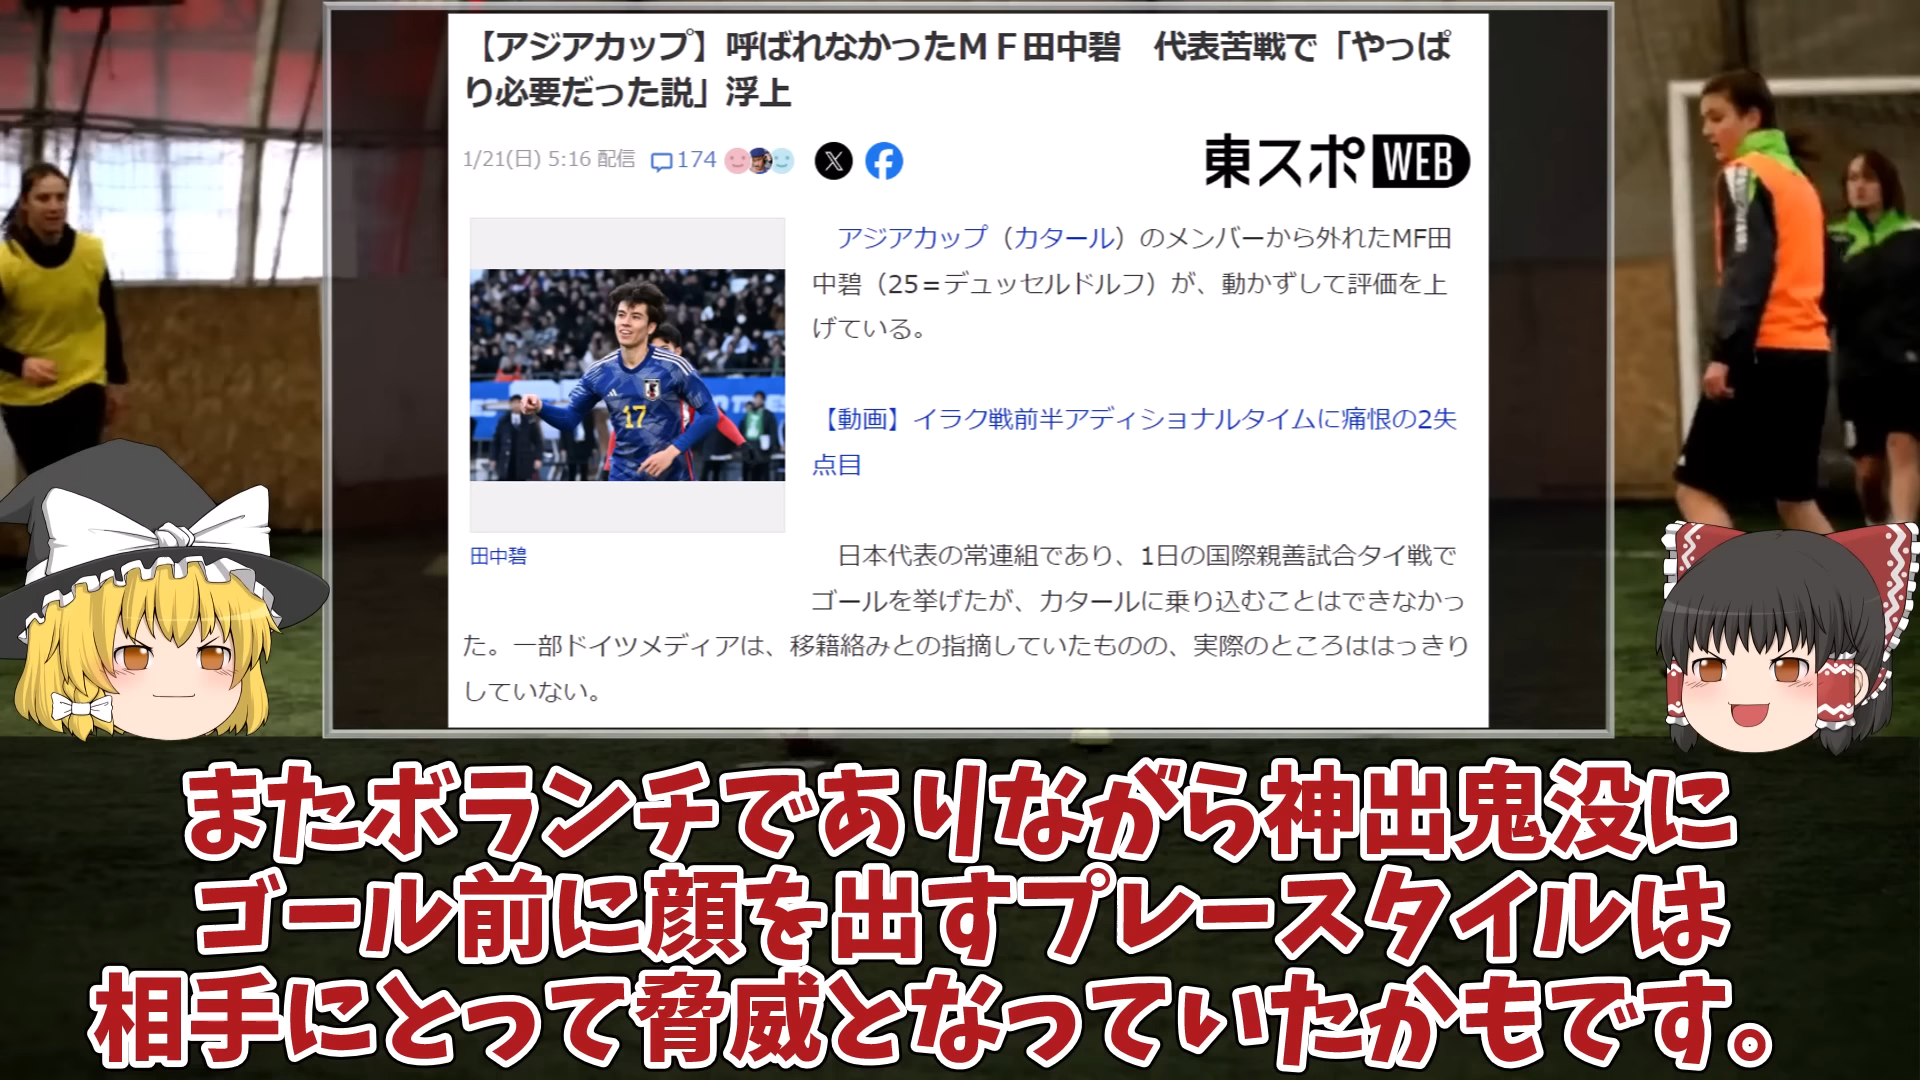 【アジアカップ】呼ばれなかったＭＦ田中碧　代表苦戦で「やっぱ
り必要だった説」浮上
1/21(日) 5:16 配信 174
東スポWEB
アジアカップ（カタール）のメンバーから外れたMF田
中碧（25＝デュッセルドルフ）が、動かずして評価を上
げている。
17
【動画】イラク戦前半アディショナルタイムに痛恨の2失
点目
田中碧
日本代表の常連組であり、1日の国際親善試合タイ戦で
ゴールを挙げたが、カタールに乗り込むことはできなかっ
た。一部ドイツメディアは、移籍絡みとの指摘していたものの、実際のところははっきり
していない。
またボランチでありながら神出鬼没に
ゴール前に顔を出すプレースタイルは
相手にとって脅威となっていたかもです。